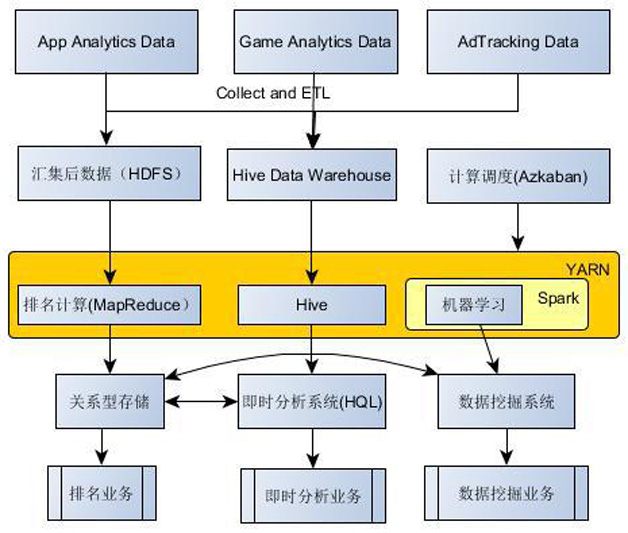 App Analytics Data
Game Analytics Data
AdTracking Data
Collect and ETL
汇集后数据（HDFS）
Hive Data Warehouse
计算调度(Azkaban)
YARN
排名计算(MapReduce）
Hive
机器学习
Spark
关系型存储
即时分析系统(HQL)
数据挖掘系统
排名业务
即时分析业务
数据挖掘业务